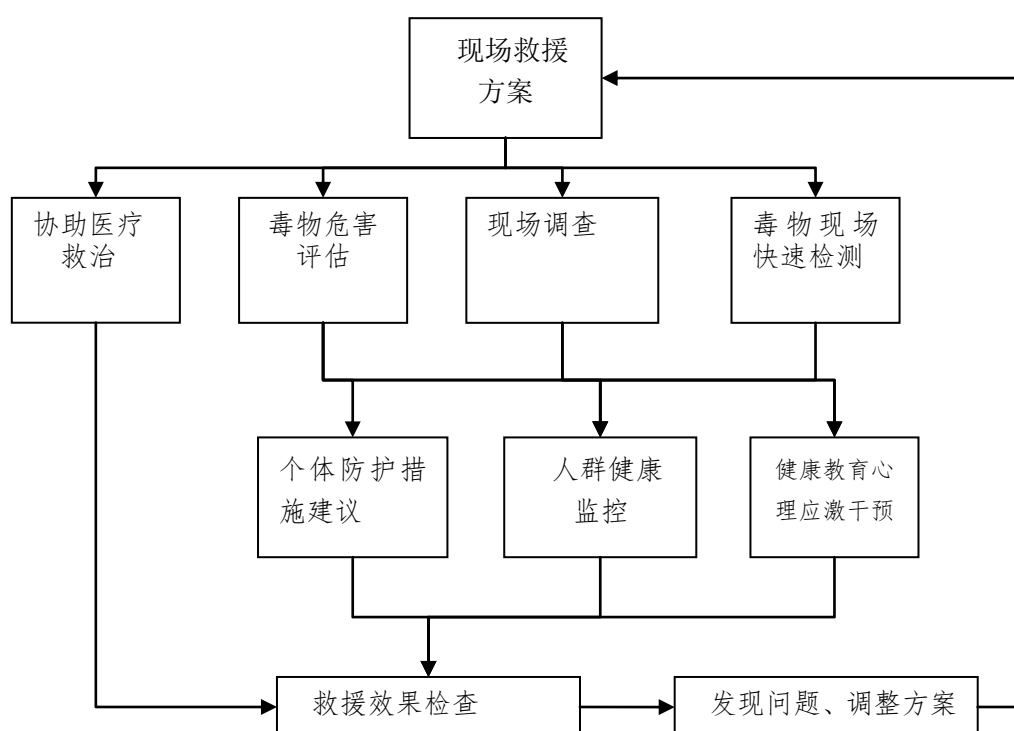 现场救援
方案
协助医疗
救治
毒物危害
评估
现场调查
毒物现场
快速检测
个体防护措
施建议
人群健康
监控
健康教育心
理应激干预
救援效果检查
发现问题、调整方案